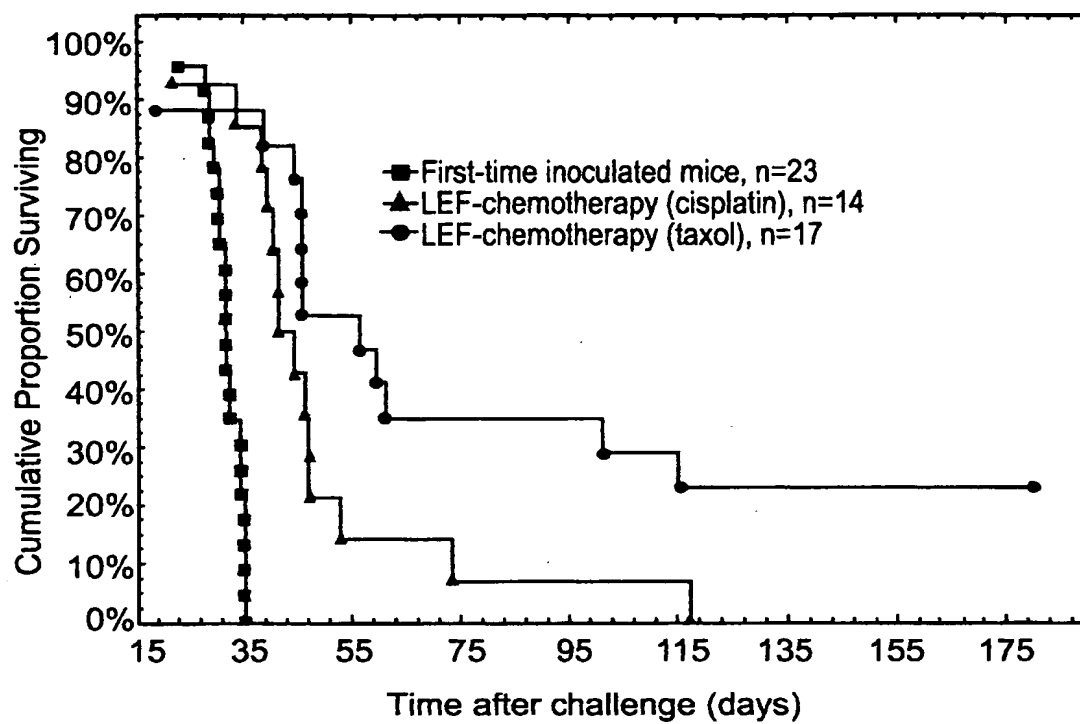 100%
90%
80%
70%
60%
50%
40%
30%
20%
10%
0%
Cumulative Proportion Surviving
First-time inoculated mice, n=23
LEF-chemotherapy (cisplatin), n=14
LEF-chemotherapy (taxol), n=17
15 35 55 75 95 115 135 155 175
Time after challenge (days)